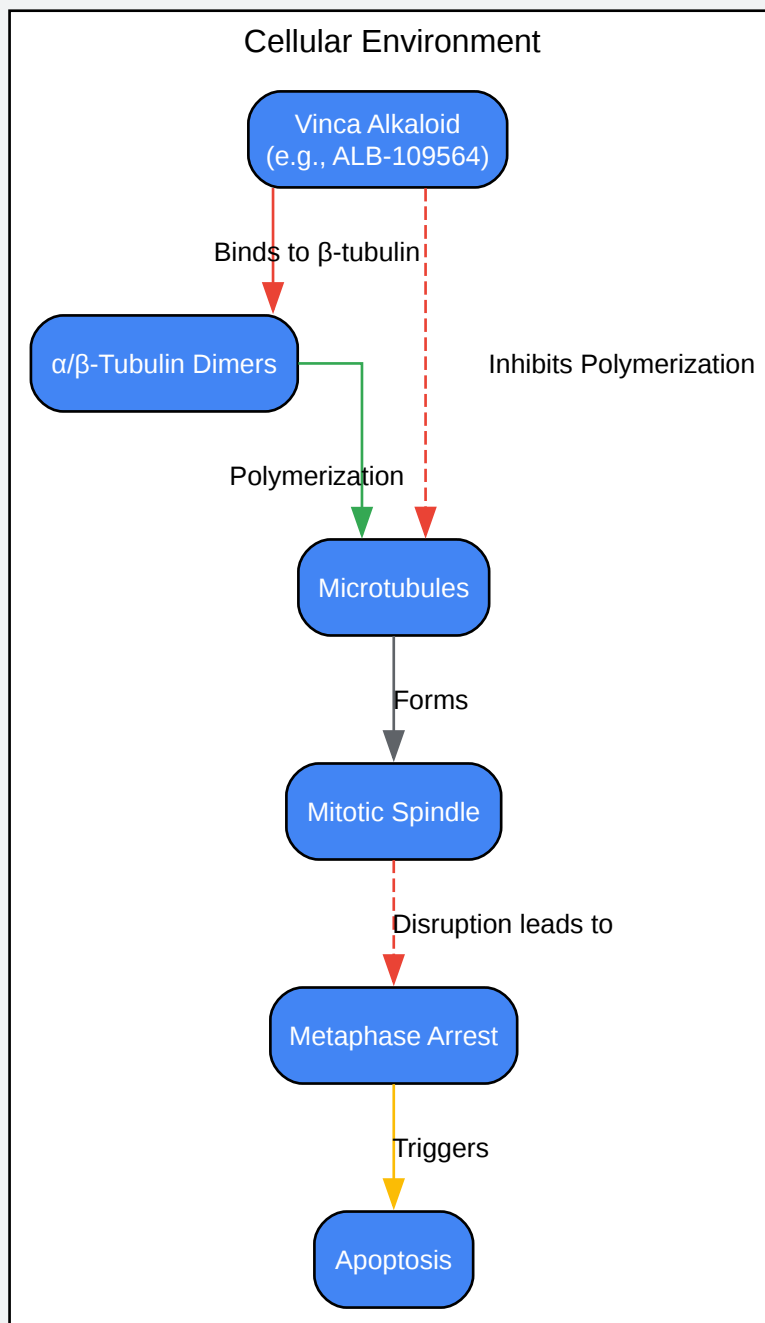 Cellular Environment
Vinca Alkaloid
(e.g., ALB-109564)
Binds to β-tubulin
α/β-Tubulin Dimers
Inhibits Polymerization
Polymerization
Microtubules
Forms
Mitotic Spindle
Disruption leads to
Metaphase Arrest
Triggers
Apoptosis